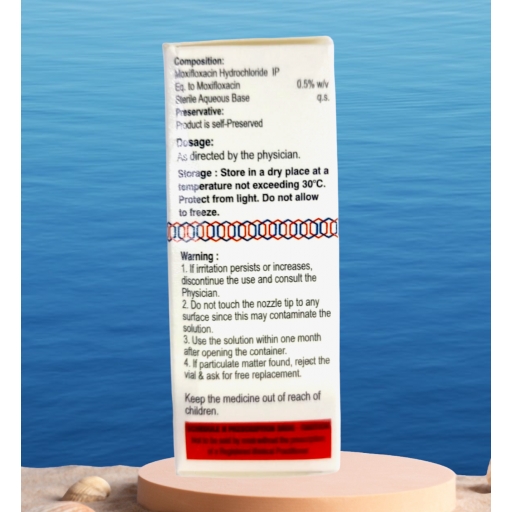 Composition:
Moxifloxacin Hydrochloride IP
Eq. to Moxifloxacin 0.5% w/v
Sterile Aqueous Base q.s.
Preservative:
Product is self-Preserved
Dosage:
As directed by the physician.
Storage : Store in a dry place at a
temperature not exceeding 30°C.
Protect from light. Do not allow
to freeze.
Warning :
1. If irritation persists or increases,
discontinue the use and consult the
Physician.
2. Do not touch the nozzle tip to any
surface since this may contaminate the
solution.
3. Use the solution within one month
after opening the container.
4. If particulate matter found, reject the
vial & ask for free replacement.
Keep the medicine out of reach of
children.